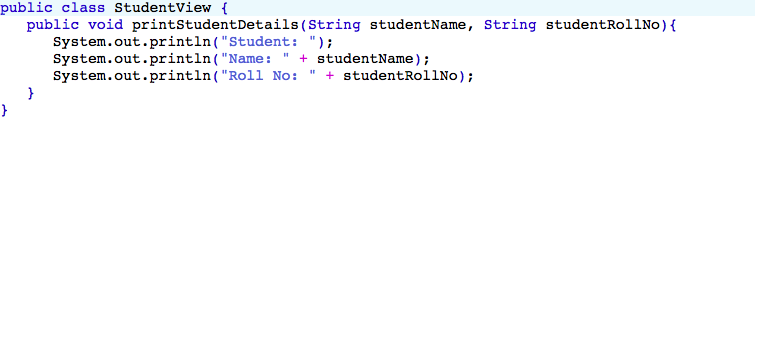 public class StudentView {
   public void printStudentDetails(String studentName, String studentRollNo){
      System.out.println("Student: ");
      System.out.println("Name: " + studentName);
      System.out.println("Roll No: " + studentRollNo);
   }
}